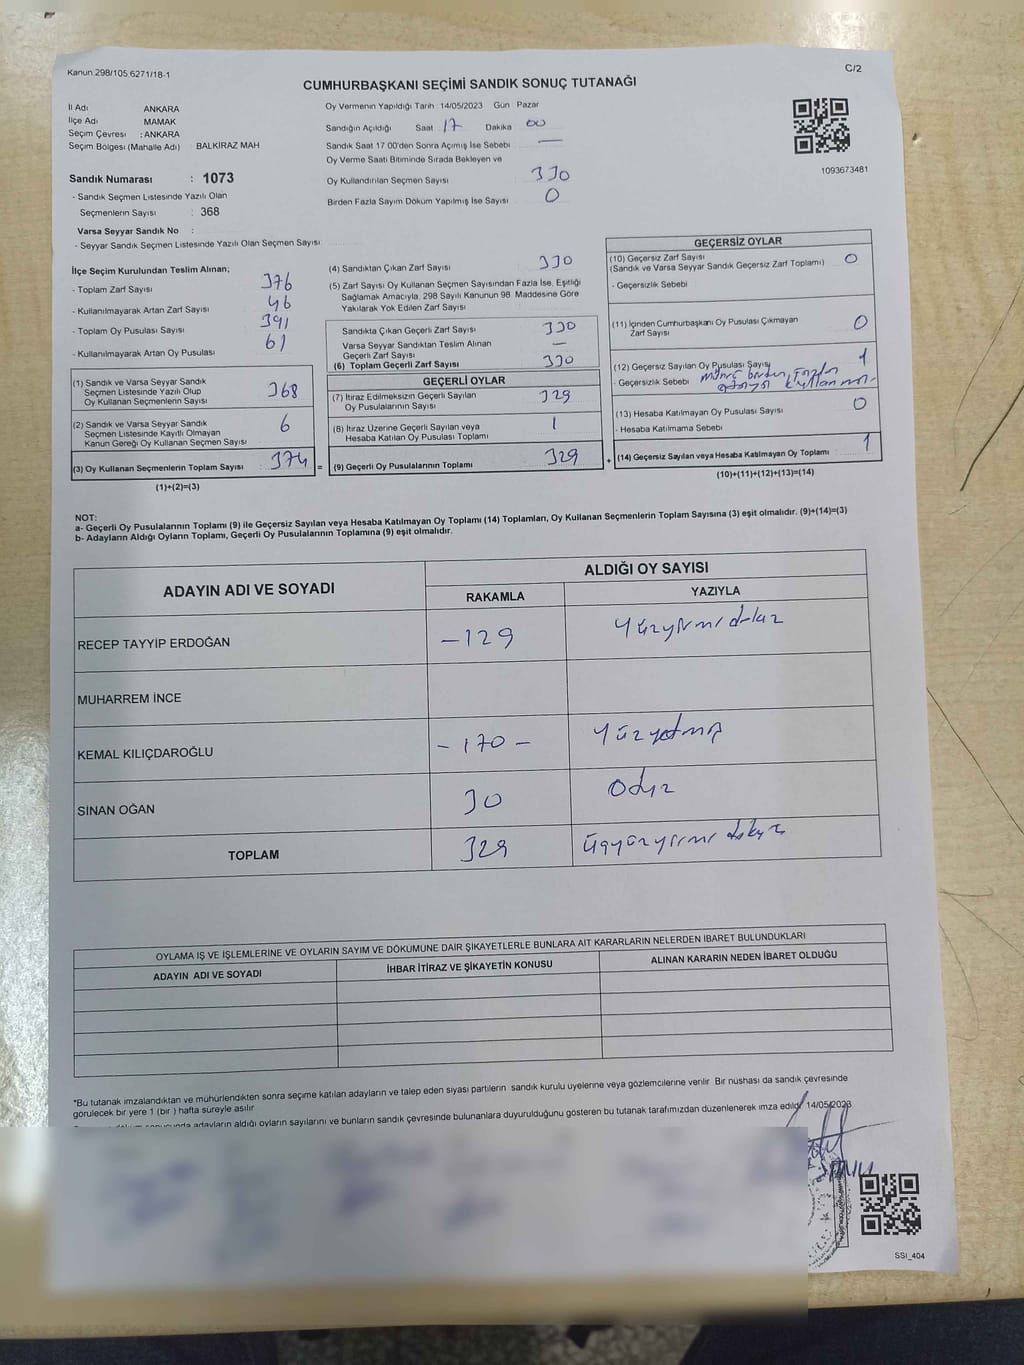 Kanun 298/105 6271/18-1
C/2
CUMHURBAŞKANI SEÇİMİ SANDIK SONUÇ TUTANAĞI
İl Adı ANKARA
İlçe Adı MAMAK
Seçim Çevresi : ANKARA
Seçim Bölgesi (Mahalle Adı) BALKİRAZ MAH
Sandık Numarası : 1073
- Sandık Seçmen Listesinde Yazılı Olan
Seçmenlerin Sayısı : 368
Varsa Seyyar Sandık No :
- Seyyar Sandık Seçmen Listesinde Yazılı Olan Seçmen Sayısı
Oy Vermenin Yapıldığı Tarih 14/05/2023 Gün Pazar
Sandığın Açıldığı Saat 17 Dakika 00
Sandık Saat 17 00'den Sonra Açımış İse Sebebi —
Oy Verme Saati Bitiminde Sırada Bekleyen ve
Oy Kullandırılan Seçmen Sayısı 330
Birden Fazla Sayım Döküm Yapılmış İse Sayısı 0
1093673481
İlçe Seçim Kurulundan Teslim Alınan;
- Toplam Zarf Sayısı 376
- Kullanılmayarak Artan Zarf Sayısı 46
- Toplam Oy Pusulası Sayısı 391
- Kullanılmayarak Artan Oy Pusulası 61
(1) Sandık ve Varsa Seyyar Sandık
Seçmen Listesinde Yazılı Olup
Oy Kullanan Seçmenlerin Sayısı 368
(2) Sandık ve Varsa Seyyar Sandık
Seçmen Listesinde Kayıtlı Olmayan
Kanun Gereği Oy Kullanan Seçmen Sayısı 6
(3) Oy Kullanan Seçmenlerin Toplam Sayısı : 374 =
(1)+(2)=(3)
(4) Sandıktan Çıkan Zarf Sayısı 330
(5) Zarf Sayısı Oy Kullanan Seçmen Sayısından Fazla İse, Eşitliği
Sağlamak Amacıyla, 298 Sayılı Kanunun 98 Maddesine Göre
Yakılarak Yok Edilen Zarf Sayısı
Sandıkta Çıkan Geçerli Zarf Sayısı 330
Varsa Seyyar Sandıktan Teslim Alınan
Geçerli Zarf Sayısı —
(6) Toplam Geçerli Zarf Sayısı 330
GEÇERLİ OYLAR
(7) İtiraz Edilmeksizin Geçerli Sayılan
Oy Pusulalarının Sayısı 329
(8) İtiraz Üzerine Geçerli Sayılan veya
Hesaba Katılan Oy Pusulası Toplamı 1
(9) Geçerli Oy Pusulalarının Toplamı 329 +
GEÇERSİZ OYLAR
(10) Geçersiz Zarf Sayısı
(Sandık ve Varsa Seyyar Sandık Geçersiz Zarf Toplamı) 0
- Geçersizlik Sebebi
(11) İçinden Cumhurbaşkanı Oy Pusulası Çıkmayan
Zarf Sayısı 0
(12) Geçersiz Sayılan Oy Pusulası Sayısı 1
- Geçersizlik Sebebi
(13) Hesaba Katılmayan Oy Pusulası Sayısı 0
- Hesaba Katılmama Sebebi
(14) Geçersiz Sayılan veya Hesaba Katılmayan Oy Toplamı 1
(10)+(11)+(12)+(13)=(14)
NOT:
a- Geçerli Oy Pusulalarının Toplamı (9) ile Geçersiz Sayılan veya Hesaba Katılmayan Oy Toplamı (14) Toplamları, Oy Kullanan Seçmenlerin Toplam Sayısına (3) eşit olmalıdır. (9)+(14)=(3)
b- Adayların Aldığı Oyların Toplamı, Geçerli Oy Pusulalarının Toplamına (9) eşit olmalıdır.
ADAYIN ADI VE SOYADI ALDIĞI OY SAYISI
RAKAMLA YAZIYLA
RECEP TAYYİP ERDOĞAN -129 Yüzyirmidokuz
MUHARREM İNCE
KEMAL KILIÇDAROĞLU -170- Yüzyetmiş
SİNAN OĞAN 30 Otuz
TOPLAM 329 Üçyüzyirmidokuz
OYLAMA İŞ VE İŞLEMLERİNE VE OYLARIN SAYIM VE DÖKÜMÜNE DAİR ŞİKAYETLERLE BUNLARA AİT KARARLARIN NELERDEN İBARET BULUNDUKLARI
ADAYIN ADI VE SOYADI İHBAR İTİRAZ VE ŞİKAYETİN KONUSU ALINAN KARARIN NEDEN İBARET OLDUĞU
*Bu tutanak imzalandıktan ve mühürlendikten sonra seçime katılan adayların ve talep eden siyası partilerin sandık kurulu üyelerine veya gözlemcilerine verilir Bir nüshası da sandık çevresinde
görülecek bir yere 1 (bir ) hafta süreyle asılır
adayların aldığı oyların sayılarını ve bunların sandık çevresinde bulunanlara duyurulduğunu gösteren bu tutanak tarafımızdan düzenlenerek imza edildi 14/05/2023
SSİ_404